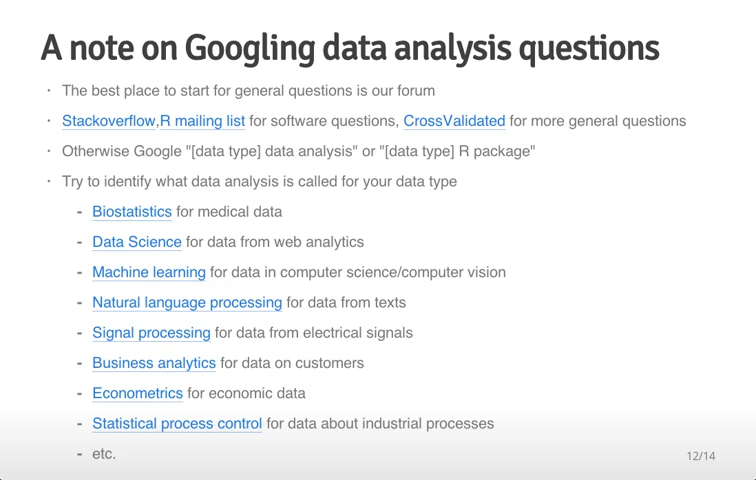 A note on Googling data analysis questions
· The best place to start for general questions is our forum
· Stackoverflow,R mailing list for software questions, CrossValidated for more general questions
· Otherwise Google "[data type] data analysis" or "[data type] R package"
· Try to identify what data analysis is called for your data type
- Biostatistics for medical data
- Data Science for data from web analytics
- Machine learning for data in computer science/computer vision
- Natural language processing for data from texts
- Signal processing for data from electrical signals
- Business analytics for data on customers
- Econometrics for economic data
- Statistical process control for data about industrial processes
- etc.
12/14